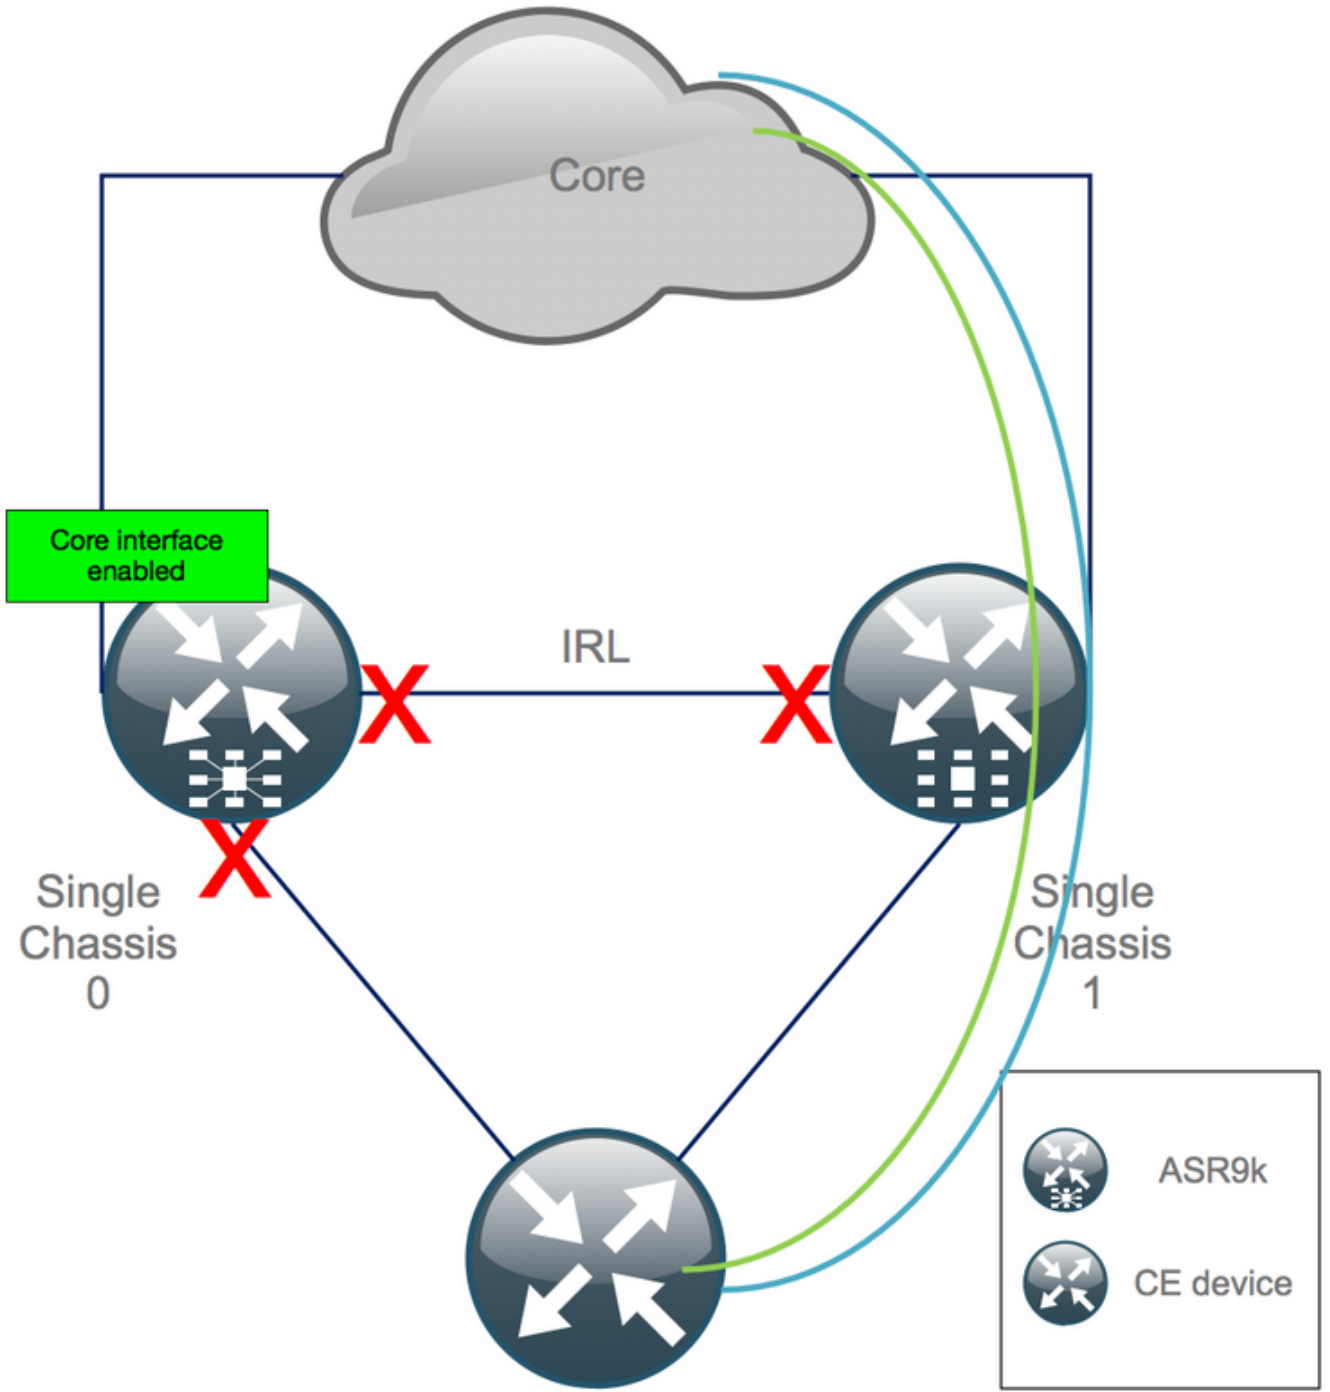 Core
Core interface
enabled
IRL
X
X
X
Single
Chassis
0
Single
Chassis
1
ASR9k
CE device